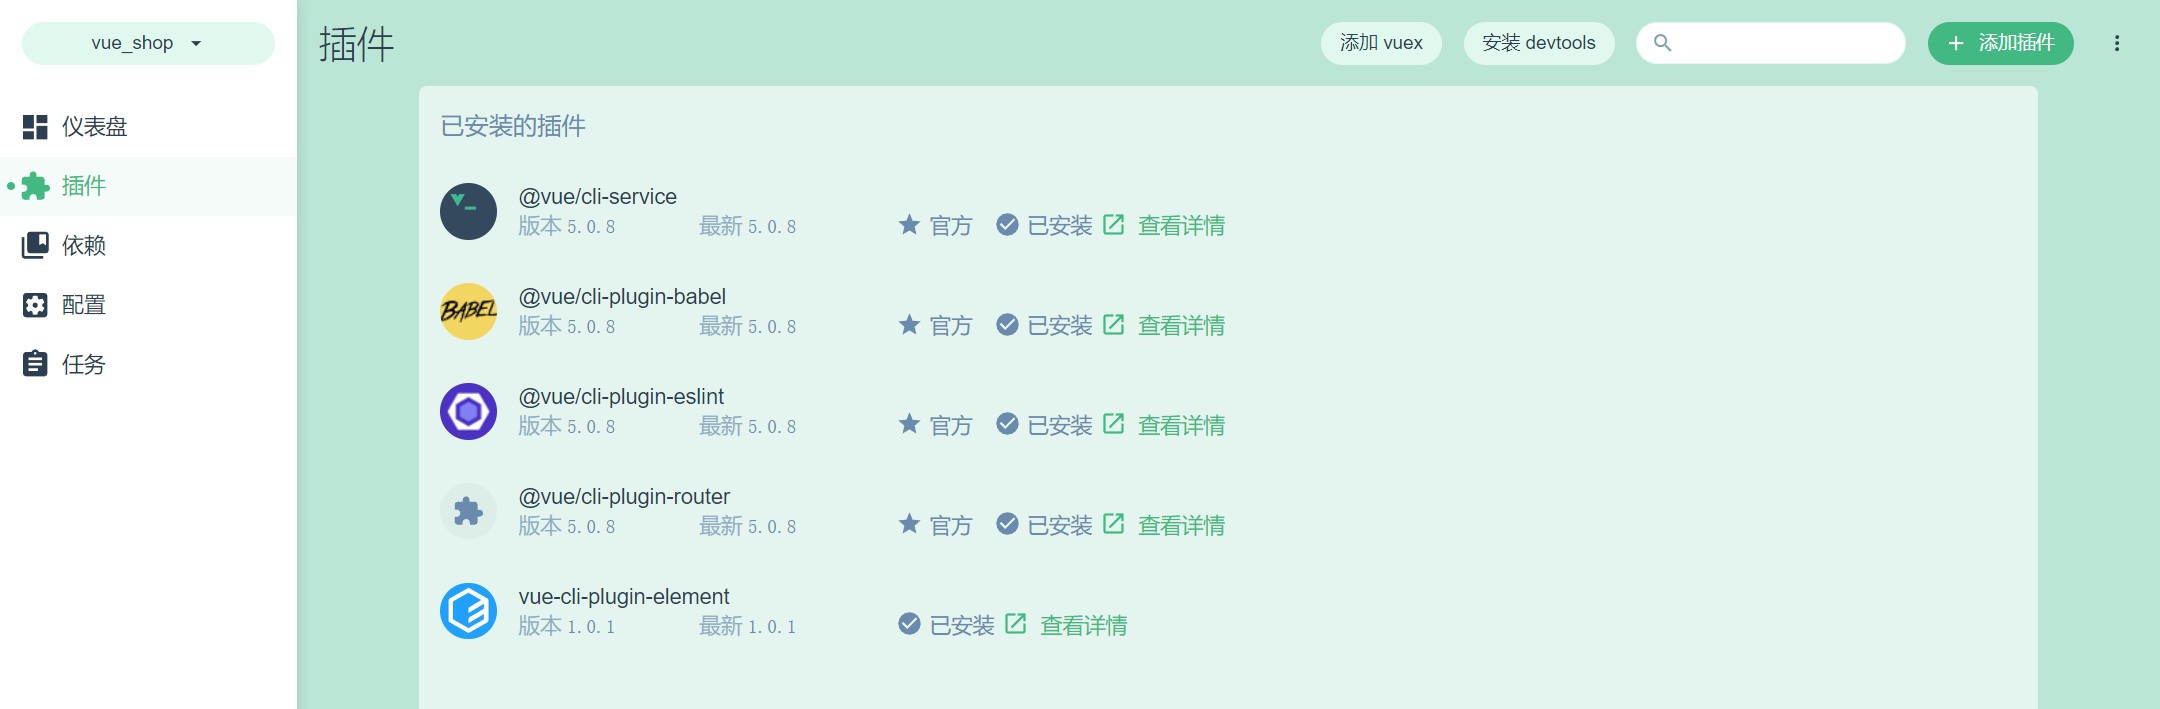 vue_shop
仪表盘
插件
依赖
配置
任务
插件
添加 vuex
安装 devtools
添加插件
已安装的插件
@vue/cli-service
版本 5.0.8 最新 5.0.8 官方 已安装 查看详情
BABEL
@vue/cli-plugin-babel
版本 5.0.8 最新 5.0.8 官方 已安装 查看详情
@vue/cli-plugin-eslint
版本 5.0.8 最新 5.0.8 官方 已安装 查看详情
@vue/cli-plugin-router
版本 5.0.8 最新 5.0.8 官方 已安装 查看详情
vue-cli-plugin-element
版本 1.0.1 最新 1.0.1 已安装 查看详情